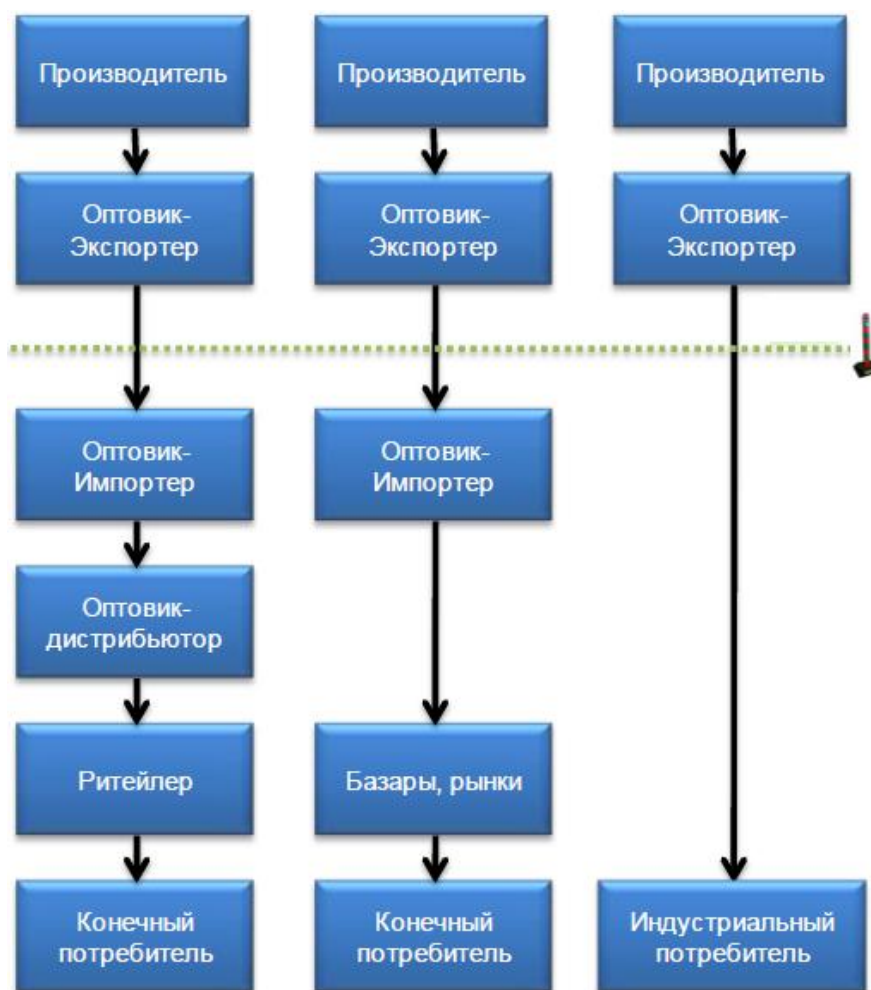 Производитель
Производитель
Производитель
Оптовик-
Экспортер
Оптовик-
Экспортер
Оптовик-
Экспортер
Оптовик-
Импортер
Оптовик-
Импортер
Оптовик-
дистрибьютор
Ритейлер
Базары, рынки
Конечный
потребитель
Конечный
потребитель
Индустриальный
потребитель